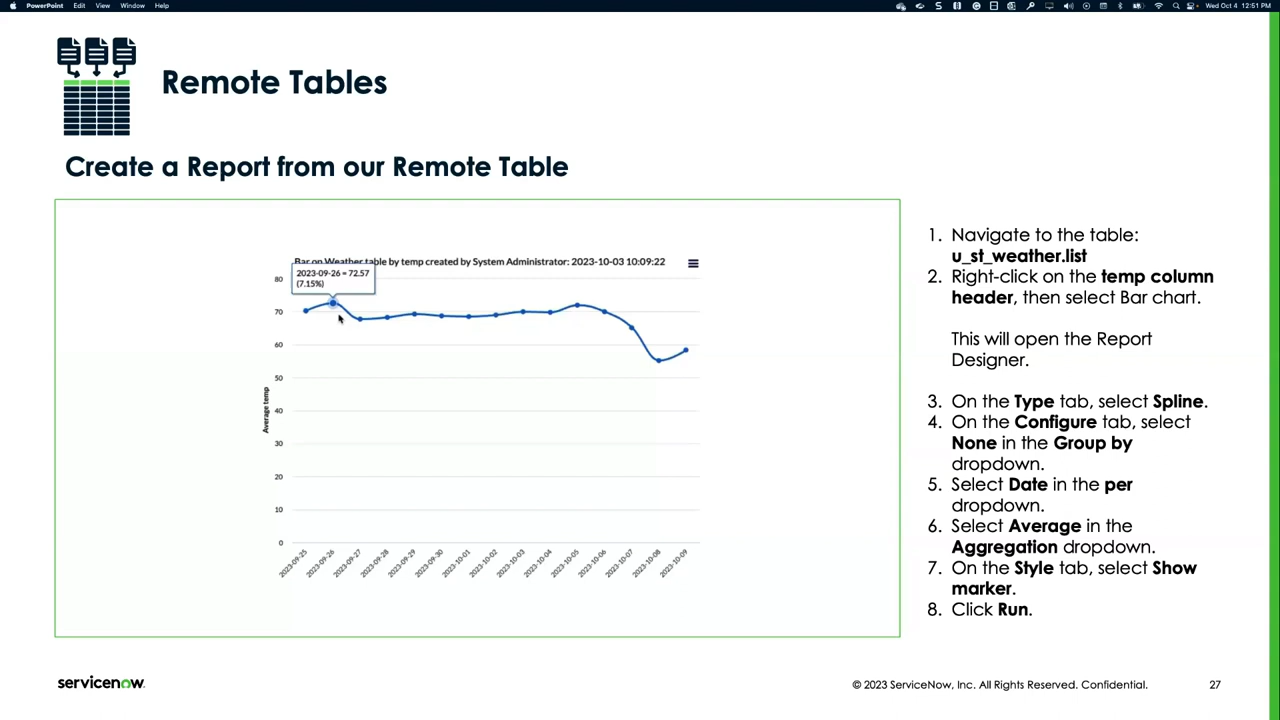 PowerPoint File Edit View Window Help
Wed Oct 4 12:51 PM
Remote Tables
Create a Report from our Remote Table
Bar on Weather table by temp created by System Administrator: 2023-10-03 10:09:22
2023-09-26 = 72.57
(7.15%)
80
70
60
50
40
30
20
10
0
Average temp
2023-09-25
2023-09-26
2023-09-27
2023-09-28
2023-09-29
2023-09-30
2023-10-01
2023-10-02
2023-10-03
2023-10-04
2023-10-05
2023-10-06
2023-10-07
2023-10-08
2023-10-09
1. Navigate to the table:
u_st_weather.list
2. Right-click on the temp column
header, then select Bar chart.
This will open the Report
Designer.
3. On the Type tab, select Spline.
4. On the Configure tab, select
None in the Group by
dropdown.
5. Select Date in the per
dropdown.
6. Select Average in the
Aggregation dropdown.
7. On the Style tab, select Show
marker.
8. Click Run.
servicenow
© 2023 ServiceNow, Inc. All Rights Reserved. Confidential.
27